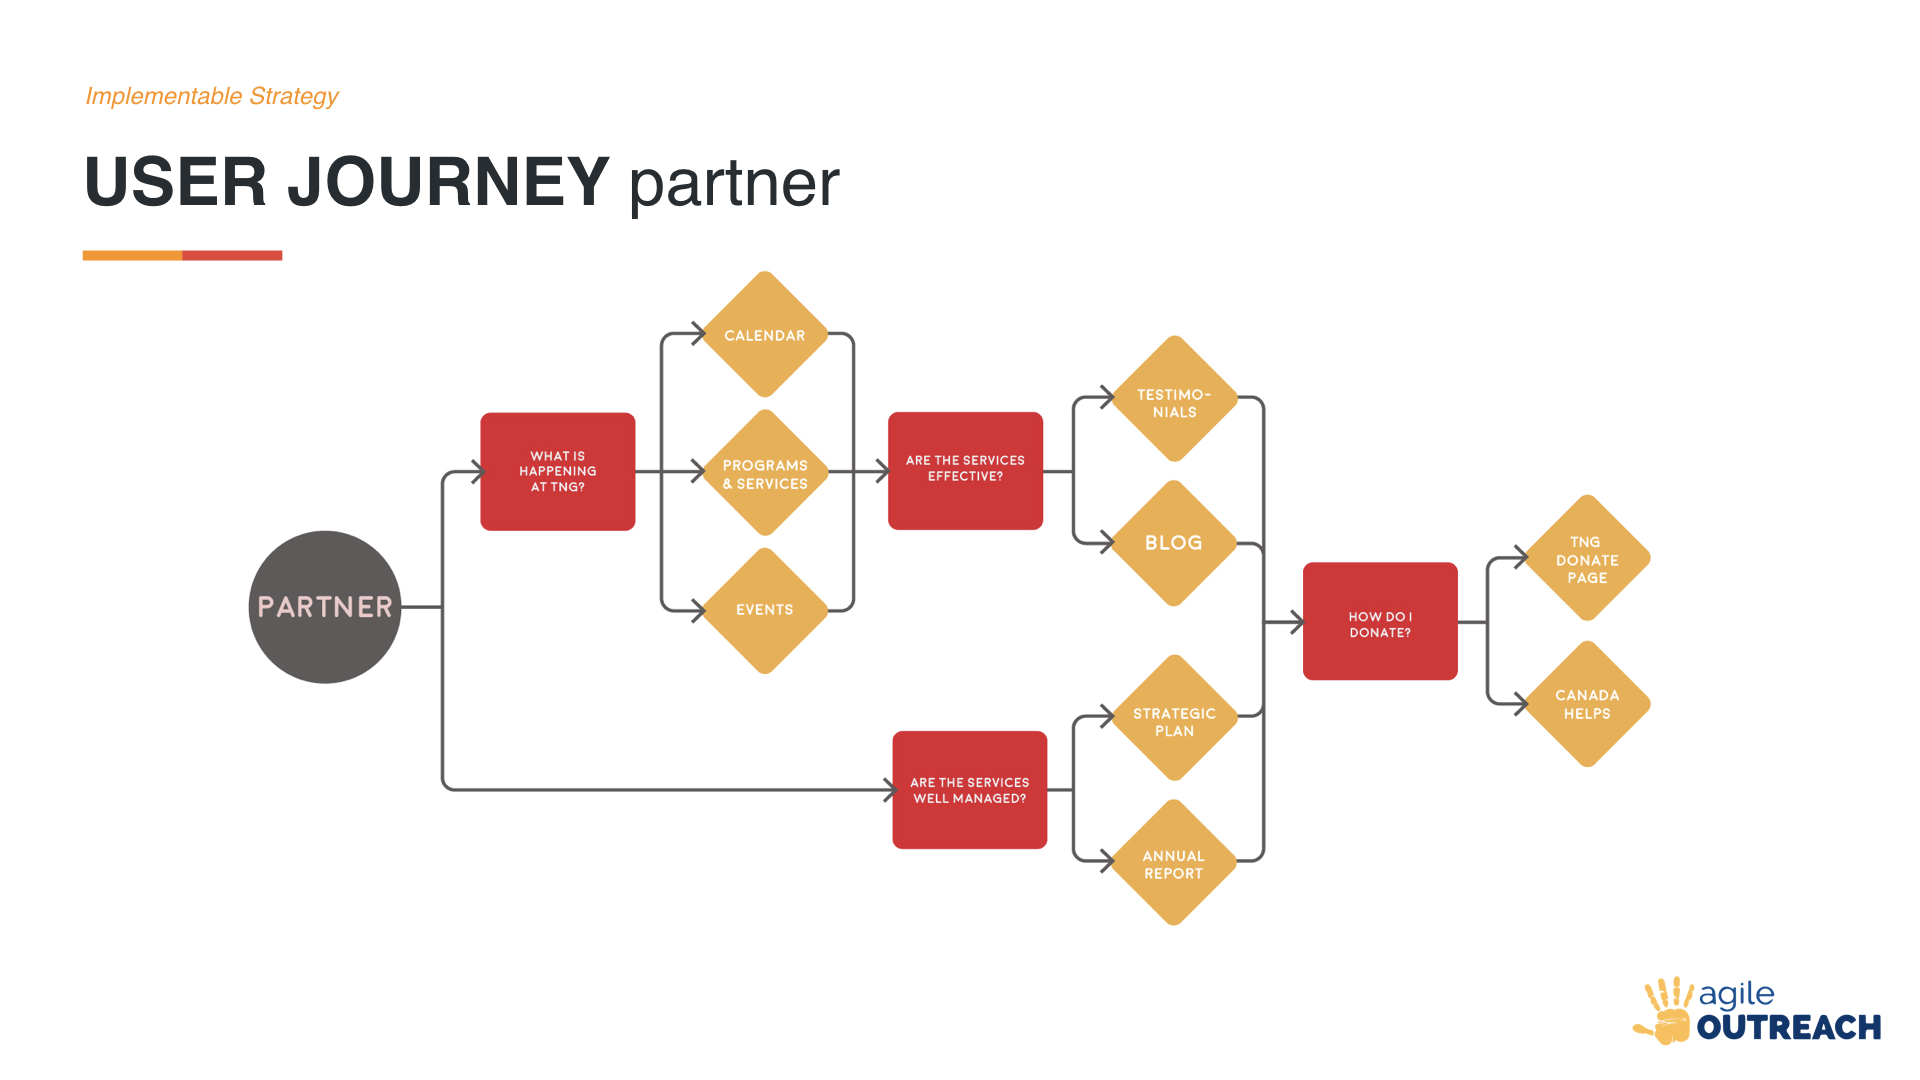 Implementable Strategy
USER JOURNEY partner
PARTNER
WHAT IS
HAPPENING
AT TNG?
CALENDAR
PROGRAMS
& SERVICES
EVENTS
ARE THE SERVICES
EFFECTIVE?
TESTIMO-
NIALS
BLOG
ARE THE SERVICES
WELL MANAGED?
STRATEGIC
PLAN
ANNUAL
REPORT
HOW DO I
DONATE?
TNG
DONATE
PAGE
CANADA
HELPS
agile
OUTREACH